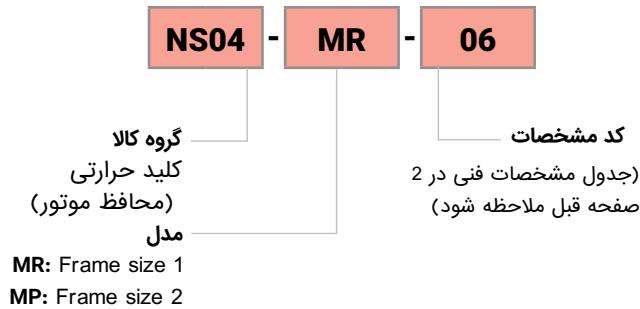 NS04 - MR - 06
گروه کالا
کلید حرارتی
(محافظ موتور)
مدل
MR: Frame size 1
MP: Frame size 2
کد مشخصات
(جدول مشخصات فنی در 2
صفحه قبل ملاحظه شود)